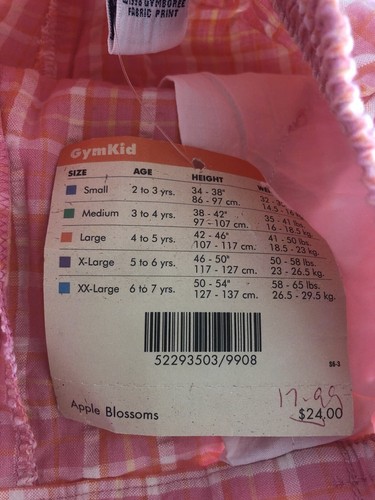 ©1998 GYMBOREE
FABRIC PRINT
GymKid
SIZE AGE HEIGHT
Small 2 to 3 yrs. 34 - 38"
86 - 97 cm.
Medium 3 to 4 yrs. 38 - 42"
97 - 107 cm. 16 - 18.5 kg.
Large 4 to 5 yrs. 42 - 46" 41 - 50 lbs.
107 - 117 cm. 18.5 - 23 kg.
X-Large 5 to 6 yrs. 46 - 50" 50 - 58 lbs.
117 - 127 cm. 23 - 26.5 kg.
XX-Large 6 to 7 yrs. 50 - 54" 58 - 65 lbs.
127 - 137 cm. 26.5 - 29.5 kg.
52293503/9908
Apple Blossoms
17.99
$24.00